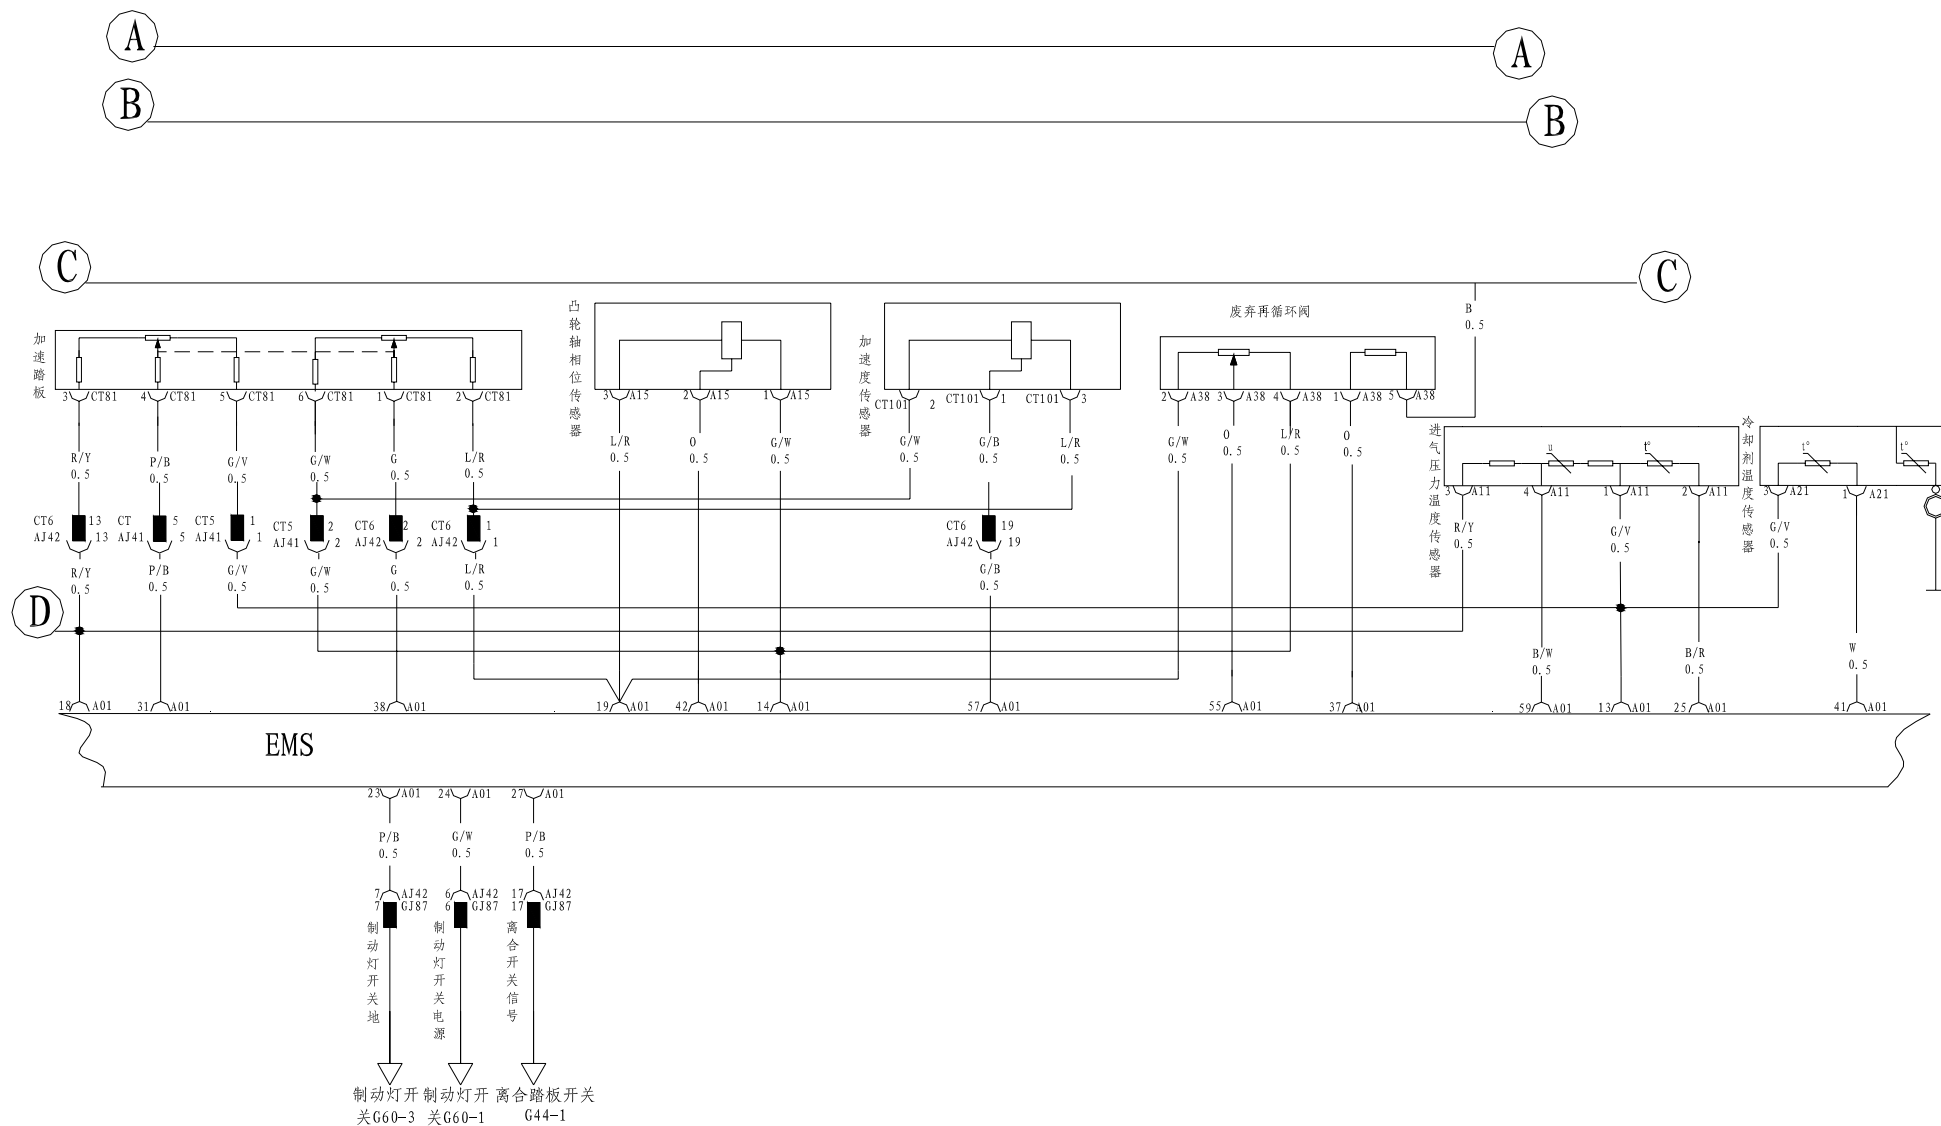 A
A
B
B
C
C
加速踏板
凸轮轴相位传感器
加速度传感器
废弃再循环阀
B
0.5
进气压力温度传感器
冷却剂温度传感器
u
t°
t°
t°
3 CT81
4 CT81
5 CT81
6 CT81
1 CT81
2 CT81
3 A15
2 A15
1 A15
CT101 2
CT101 1
CT101 3
2 A38
3 A38
4 A38
1 A38
5 A38
3 A11
4 A11
1 A11
2 A11
3 A21
1 A21
R/Y
0.5
P/B
0.5
G/V
0.5
G/W
0.5
G
0.5
L/R
0.5
L/R
0.5
O
0.5
G/W
0.5
G/W
0.5
G/B
0.5
L/R
0.5
G/W
0.5
O
0.5
L/R
0.5
O
0.5
R/Y
0.5
G/V
0.5
G/V
0.5
CT6 13
AJ42 13
CT 5
AJ41 5
CT5 1
AJ41 1
CT5 2
AJ41 2
CT6 2
AJ42 2
CT6 1
AJ42 1
CT6 19
AJ42 19
R/Y
0.5
P/B
0.5
G/V
0.5
G/W
0.5
G
0.5
L/R
0.5
G/B
0.5
D
B/W
0.5
B/R
0.5
W
0.5
18 A01
31 A01
38 A01
19 A01
42 A01
14 A01
57 A01
55 A01
37 A01
59 A01
13 A01
25 A01
41 A01
EMS
23 A01
24 A01
27 A01
P/B
0.5
G/W
0.5
P/B
0.5
7 AJ42
7 GJ87
6 AJ42
6 GJ87
17 AJ42
17 GJ87
制动灯开关地
制动灯开关电源
离合开关信号
制动灯开
关G60-3
制动灯开
关G60-1
离合踏板开关
G44-1